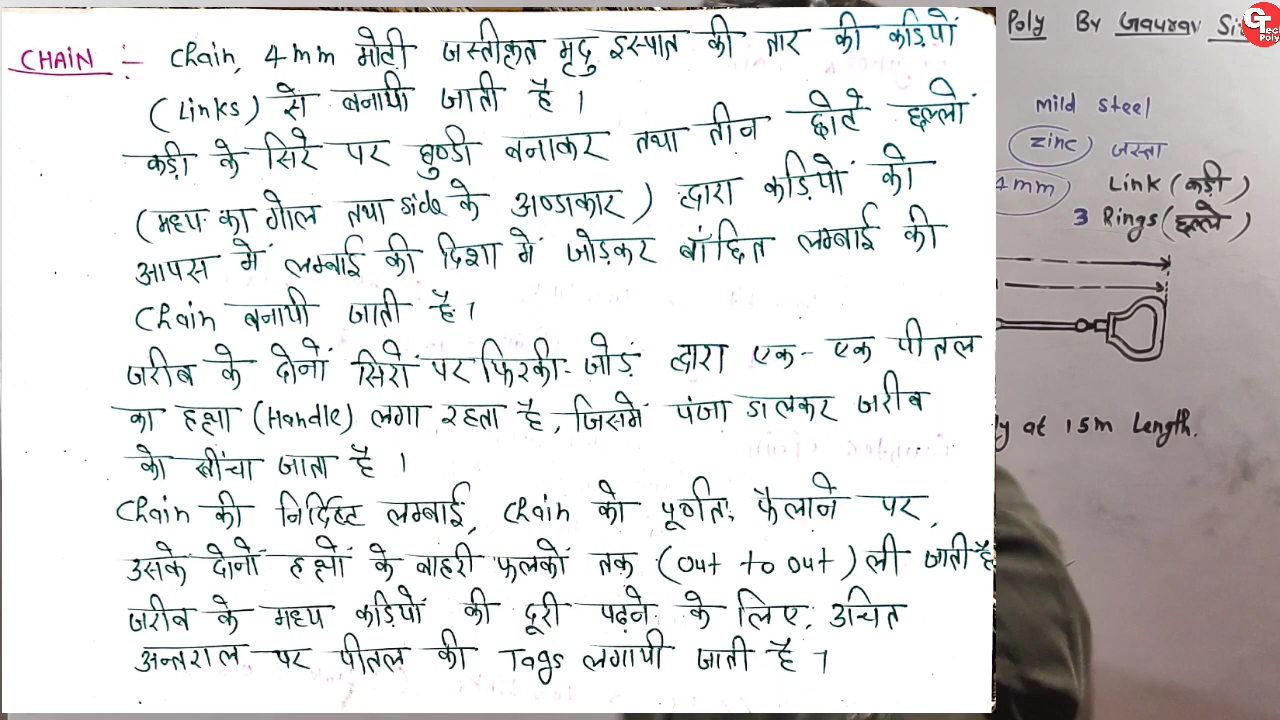 CHAIN :- Chain, 4mm मोटी जस्तीकृत मृदु इस्पात की तार की कड़ियों
(Links) से बनायी जाती है ।
कड़ी के सिरे पर घुण्डी बनाकर तथा तीन छोटे छल्लों
(मध्य का गोल तथा side के अण्डाकार) द्वारा कड़ियों को
आपस में लम्बाई की दिशा में जोड़कर वाँछित लम्बाई की
Chain बनायी जाती है ।
जरीब के दोनों सिरों पर फिरकी-जोड़ द्वारा एक-एक पीतल
का हत्था (Handle) लगा रहता है, जिसमें पंजा डालकर जरीब
को खींचा जाता है ।
Chain की निर्दिष्ट लम्बाई, Chain को पूर्णतः फैलाने पर,
उसके दोनों हत्थों के बाहरी फलकों तक (out to out) ली जाती है
जरीब के मध्य कड़ियों की दूरी पढ़ने के लिए, उचित
अन्तराल पर पीतल की Tags लगायी जाती है ।
Poly By Gaurav
GTec Poly
mild steel
zinc जस्ता
4mm Link (कड़ी)
3 Rings (छल्ले)
at 15m Length.